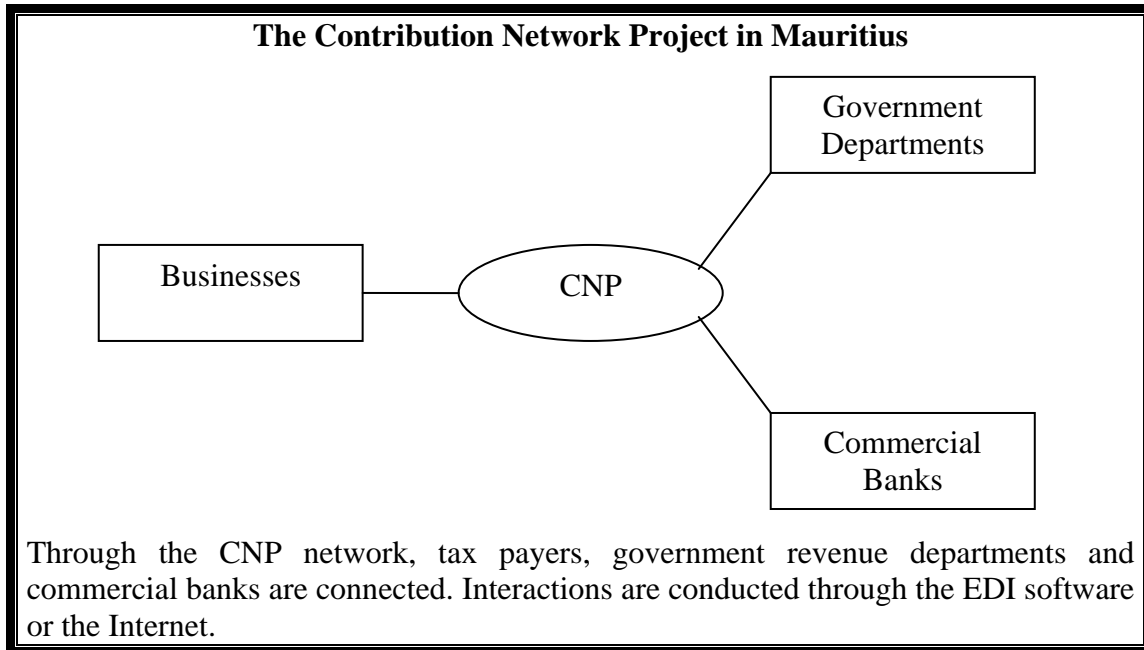 The Contribution Network Project in Mauritius
Government
Departments
Businesses
CNP
Commercial
Banks
Through the CNP network, tax payers, government revenue departments and
commercial banks are connected. Interactions are conducted through the EDI software
or the Internet.